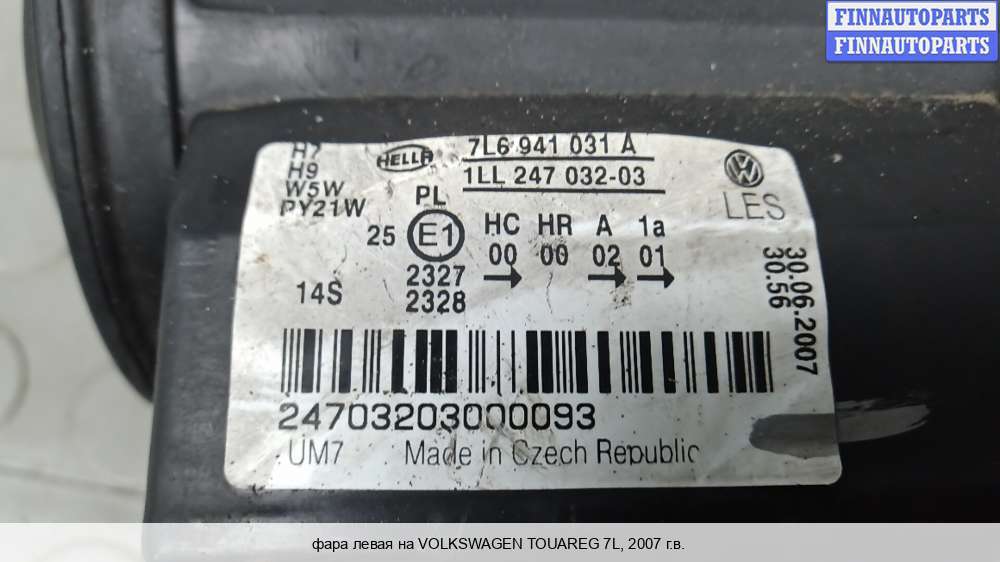 FINNAUTOPARTS
FINNAUTOPARTS
H7
H9
W5W
PY21W
HELLA
7L6 941 031 A
1LL 247 032-03
LES
PL
25 E1
HC HR A 1a
00 00 02 01
2327
2328
14S
30.06.2007
30.56
24703203000093
UM7 Made in Czech Republic
фара левая на VOLKSWAGEN TOUAREG 7L, 2007 г.в.